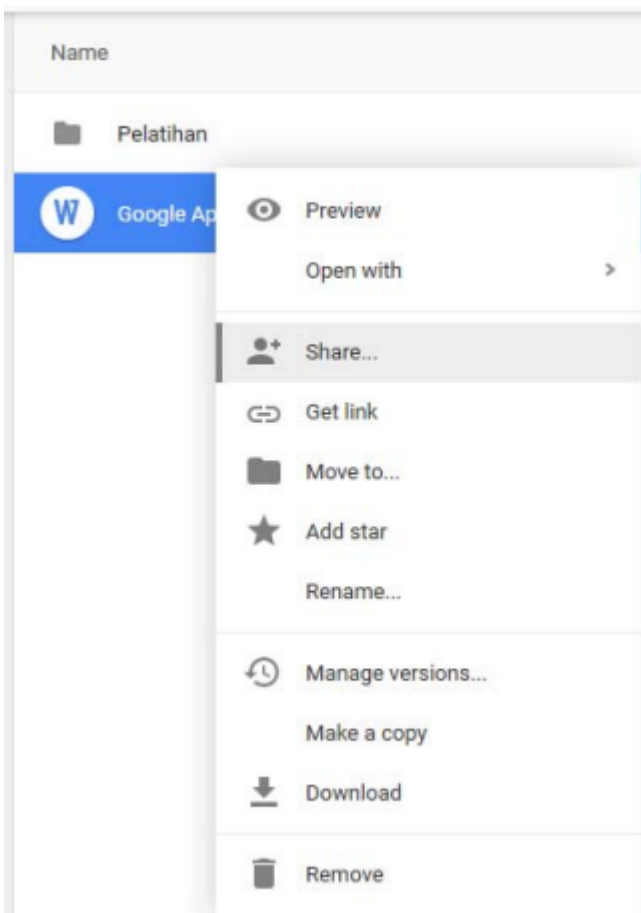 Name
Pelatihan
W Google Ap
Preview
Open with
Share...
Get link
Move to...
Add star
Rename...
Manage versions...
Make a copy
Download
Remove